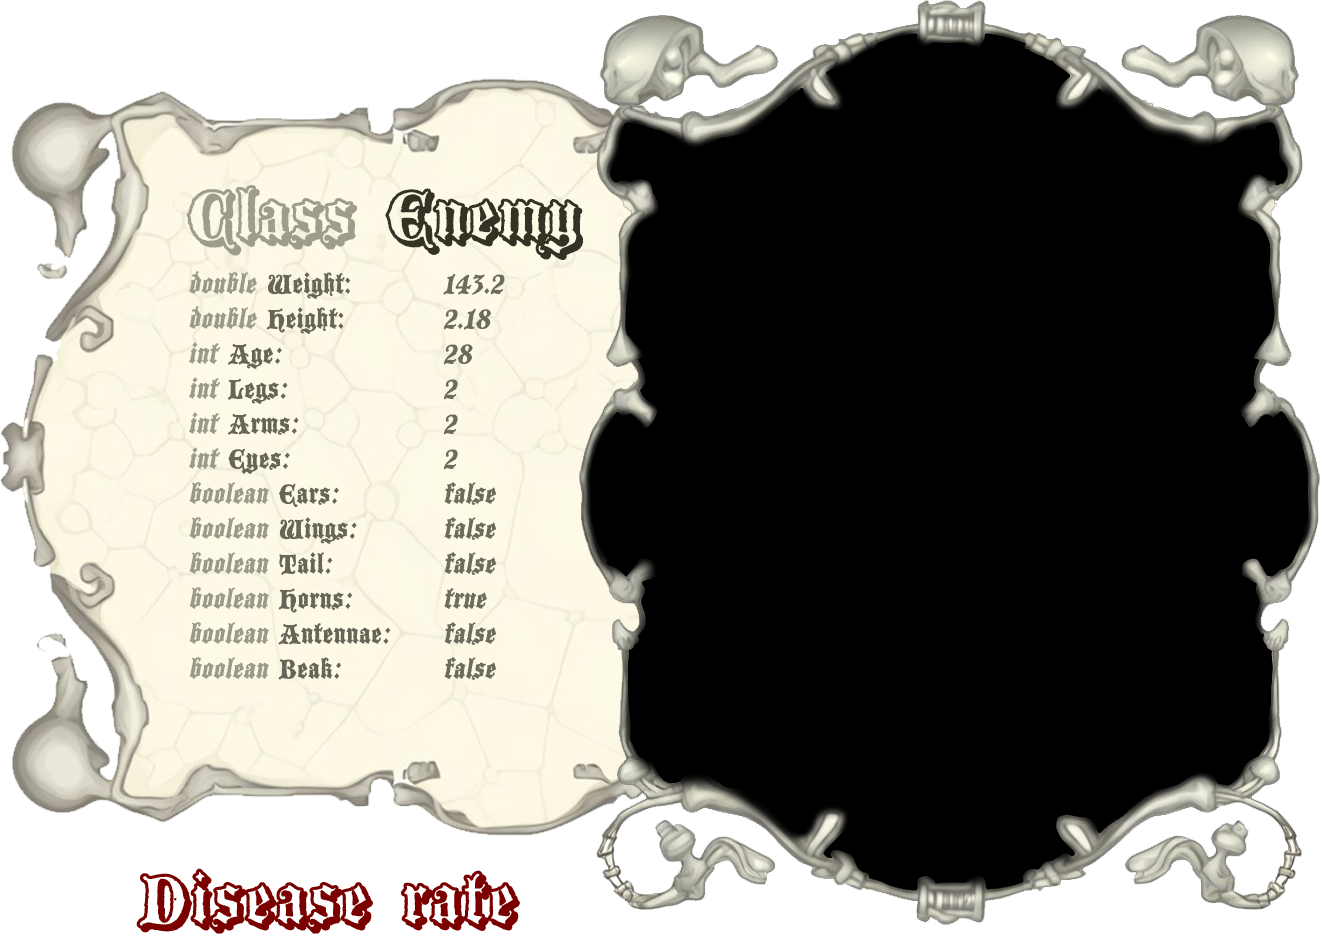 Class Enemy
double Weight: 143.2
double Height: 2.18
int Age: 28
int Legs: 2
int Arms: 2
int Eyes: 2
boolean Ears: false
boolean Wings: false
boolean Tail: false
boolean Horns: true
boolean Antennae: false
boolean Beak: false
Disease rate